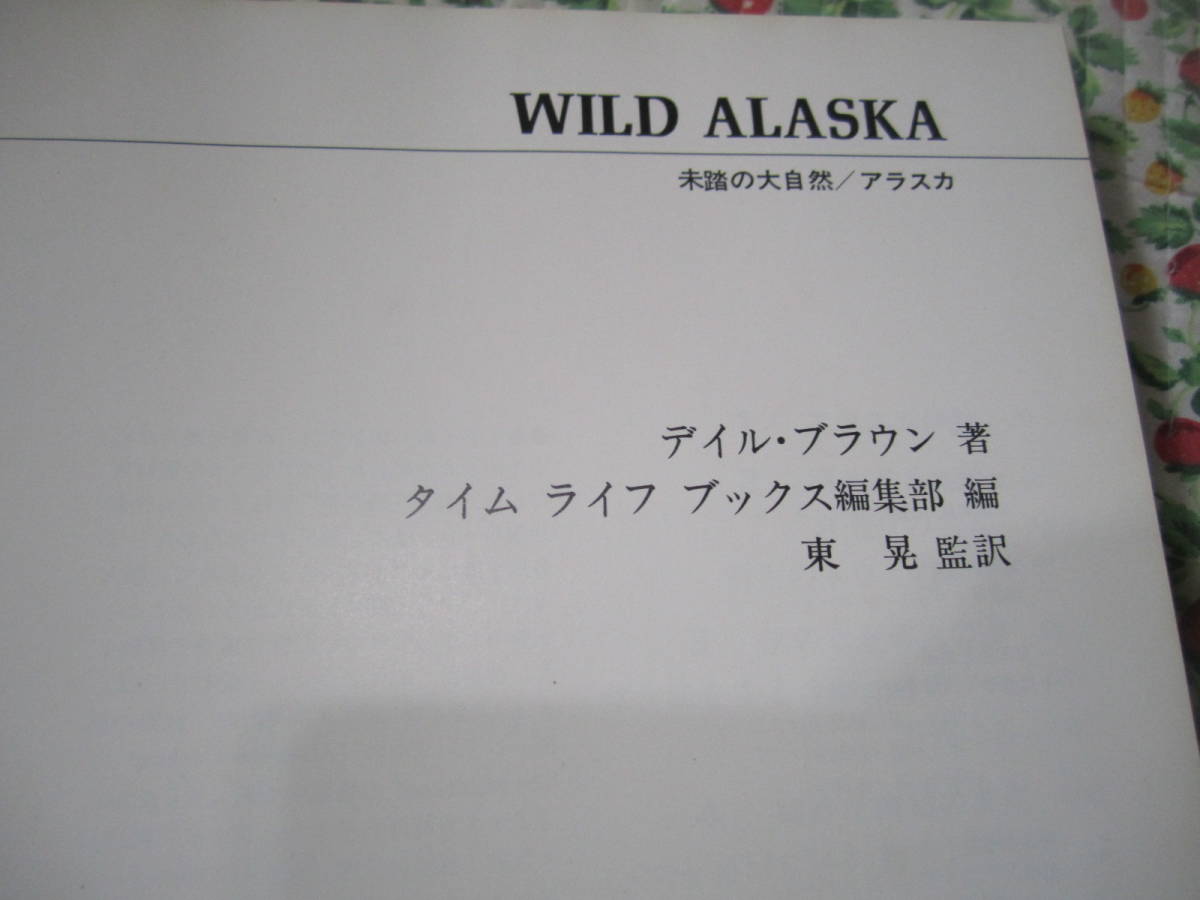 WILD ALASKA
未踏の大自然/アラスカ
デイル・ブラウン 著
タイム ライフ ブックス編集部 編
東 晃 監訳